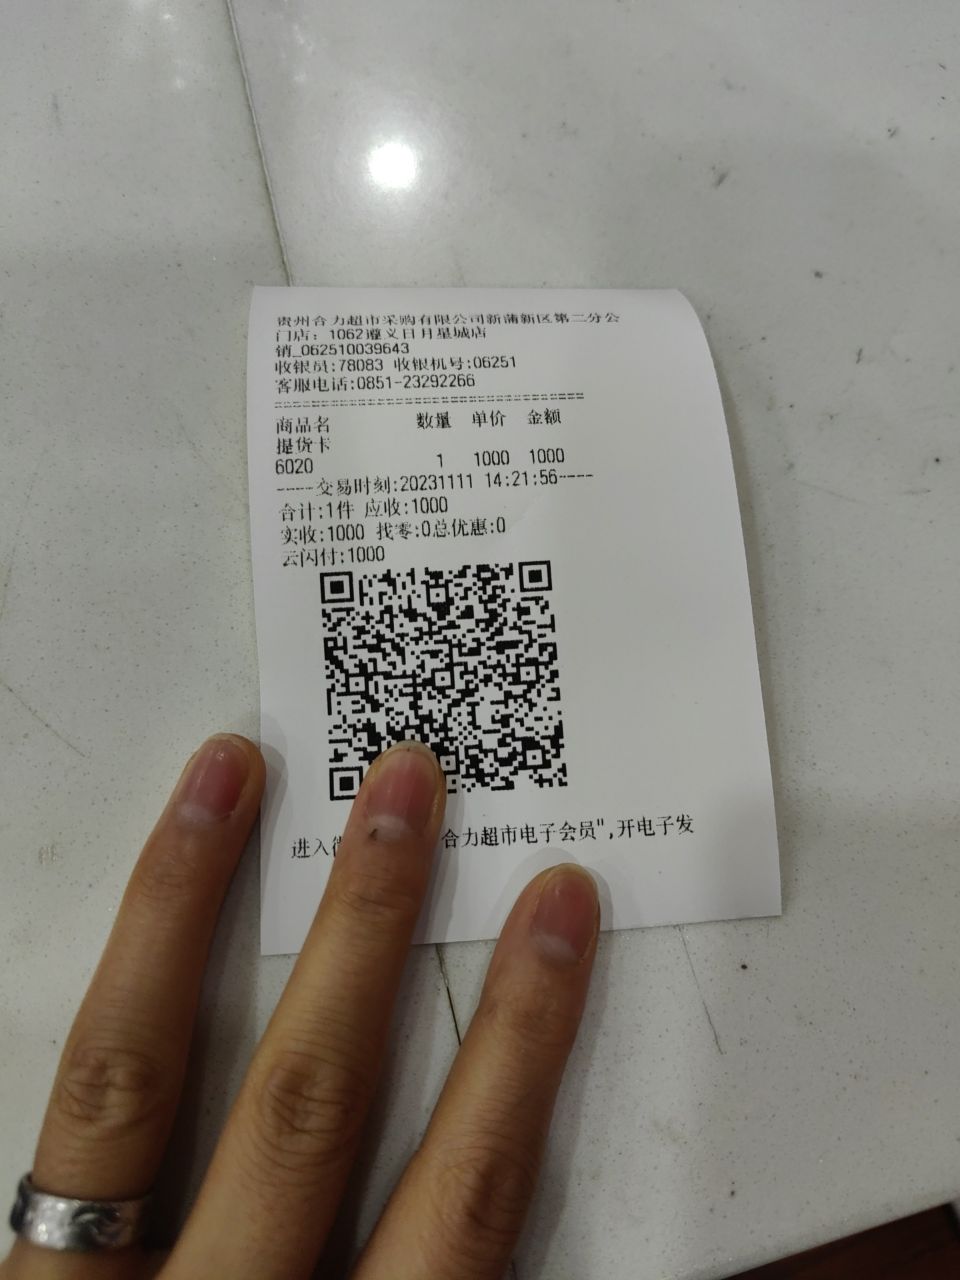 贵州合力超市采购有限公司新蒲新区第二分公
门店：1062遵义日月星城店
销_062510039643
收银员:78083 收银机号:06251
客服电话:0851-23292266
商品名 数量 单价 金额
提货卡
6020 1 1000 1000
-----交易时刻:20231111 14:21:56-----
合计:1件 应收:1000
实收:1000 找零:0总优惠:0
云闪付:1000
进入 合力超市电子会员",开电子发